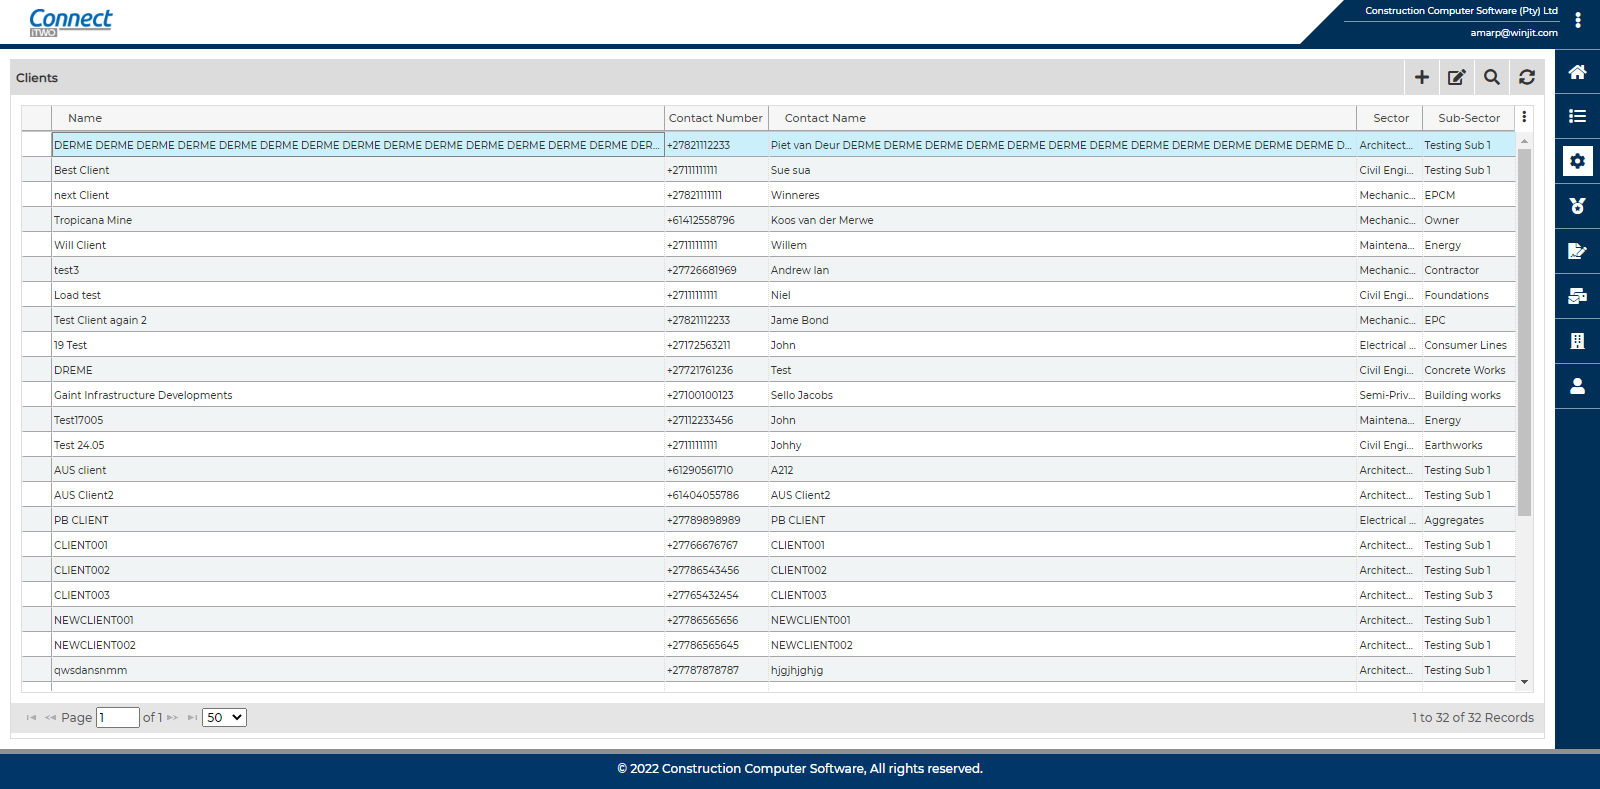 Connect
iTWO
Construction Computer Software (Pty) Ltd
amarp@winjit.com
Clients
Name Contact Number Contact Name Sector Sub-Sector
DERME DERME DERME DERME DERME DERME DERME DERME DERME DERME DERME DERME DERME DERME DER... +27821112233 Piet van Deur DERME DERME DERME DERME DERME DERME DERME DERME DERME DERME DERME DERME D... Architect... Testing Sub 1
Best Client +27111111111 Sue sua Civil Engi... Testing Sub 1
next Client +27821111111 Winneres Mechanic... EPCM
Tropicana Mine +61412558796 Koos van der Merwe Mechanic... Owner
Will Client +27111111111 Willem Maintena... Energy
test3 +27726681969 Andrew Ian Mechanic... Contractor
Load test +27111111111 Niel Civil Engi... Foundations
Test Client again 2 +27821112233 Jame Bond Mechanic... EPC
19 Test +27172563211 John Electrical ... Consumer Lines
DREME +27721761236 Test Civil Engi... Concrete Works
Gaint Infrastructure Developments +27100100123 Sello Jacobs Semi-Priv... Building works
Test17005 +27112233456 John Maintena... Energy
Test 24.05 +27111111111 Johhy Civil Engi... Earthworks
AUS client +61290561710 A212 Architect... Testing Sub 1
AUS Client2 +61404055786 AUS Client2 Architect... Testing Sub 1
PB CLIENT +27789898989 PB CLIENT Electrical ... Aggregates
CLIENT001 +27766676767 CLIENT001 Architect... Testing Sub 1
CLIENT002 +27786543456 CLIENT002 Architect... Testing Sub 1
CLIENT003 +27765432454 CLIENT003 Architect... Testing Sub 3
NEWCLIENT001 +27786565656 NEWCLIENT001 Architect... Testing Sub 1
NEWCLIENT002 +27786565645 NEWCLIENT002 Architect... Testing Sub 1
qwsdansnmm +27787878787 hjgjhjghjg Architect... Testing Sub 1
Page 1 of 1 50 1 to 32 of 32 Records
© 2022 Construction Computer Software, All rights reserved.